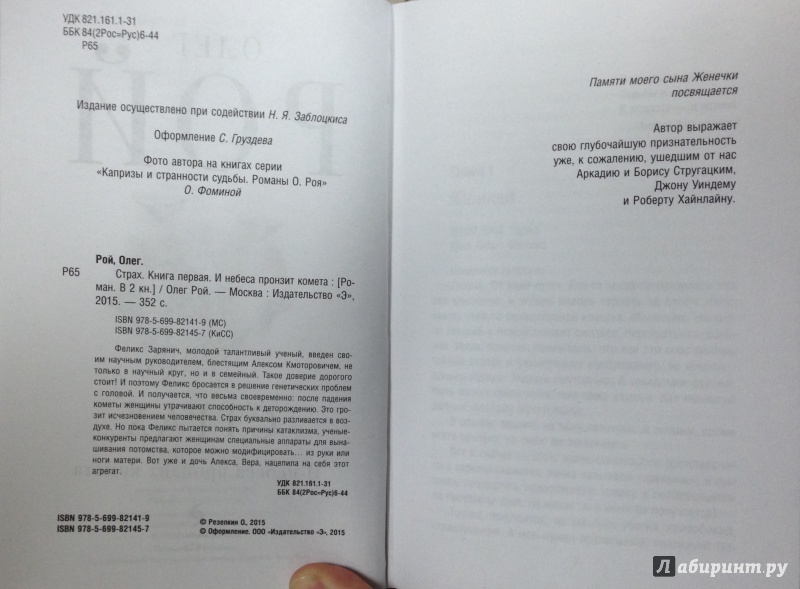 УДК 821.161.1-31
ББК 84(2Рос=Рус)6-44
Р65
Издание осуществлено при содействии Н. Я. Заблоцкиса
Оформление С. Груздева
Фото автора на книгах серии
«Капризы и странности судьбы. Романы О. Роя»
О. Фоминой
Рой, Олег.
Р65 Страх. Книга первая. И небеса пронзит комета : [Ро-
ман. В 2 кн.] / Олег Рой. — Москва : Издательство «Э»,
2015. — 352 с.
ISBN 978-5-699-82141-9 (МС)
ISBN 978-5-699-82145-7 (КиСС)
Феликс Зарянич, молодой талантливый ученый, введен сво-
им научным руководителем, блестящим Алексом Кмоторовичем, не
только в научный круг, но и в семейный. Такое доверие дорогого
стоит! И поэтому Феликс бросается в решение генетических проблем
с головой. И получается, что весьма своевременно: после падения
кометы женщины утрачивают способность к деторождению. Это гро-
зит исчезновением человечества. Страх буквально разливается в воз-
духе. Но пока Феликс пытается понять причины катаклизма, ученые-
конкуренты предлагают женщинам специальные аппараты для вына-
шивания потомства, которое можно модифицировать... из руки или
ноги матери. Вот уже и дочь Алекса, Вера, нацепила на себя этот
агрегат.
УДК 821.161.1-31
ББК 84(2Рос=Рус)6-44
ISBN 978-5-699-82141-9
ISBN 978-5-699-82145-7
© Резепкин О., 2015
© Оформление. ООО «Издательство «Э», 2015
Памяти моего сына Женечки
посвящается
Автор выражает
свою глубочайшую признательность
уже, к сожалению, ушедшим от нас
Аркадию и Борису Стругацким,
Джону Уиндему
и Роберту Хайнлайну.
Лабиринт.ру